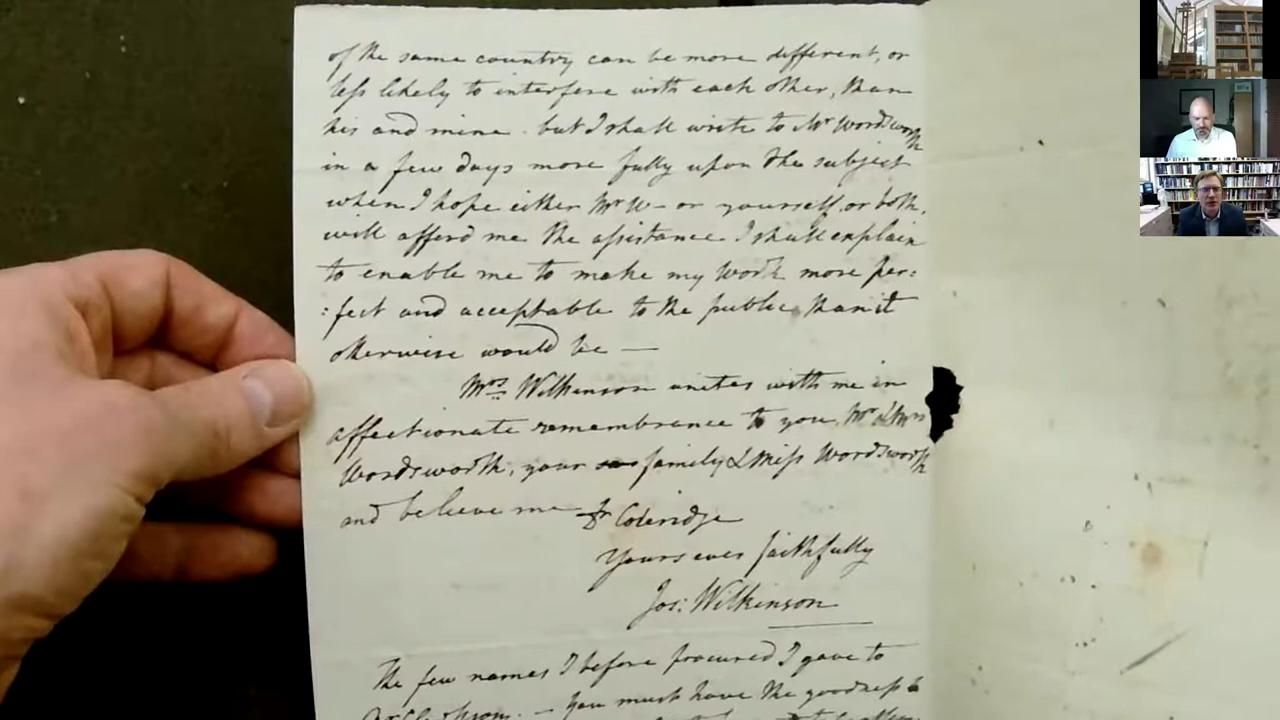 of the same country can be more different, or
less likely to interfere with each other, than
his and mine. but I shall write to Mr Wordsworth
in a few days more fully upon the subject
when I hope either Mr W– or yourself, or both,
will afford me the assistance I shall explain
to enable me to make my work more per:
:fect and acceptable to the public than it
otherwise would be —
Mrs Wilkinson unites with me in
affectionate remembrance to you, Mr & Mrs
Wordsworth, your family & Miss Wordsworth
and believe me Dr Coleridge
Yours ever faithfully
Jos: Wilkinson
The few names I before procured I gave to
Mr Clarkson. — You must have the goodness to